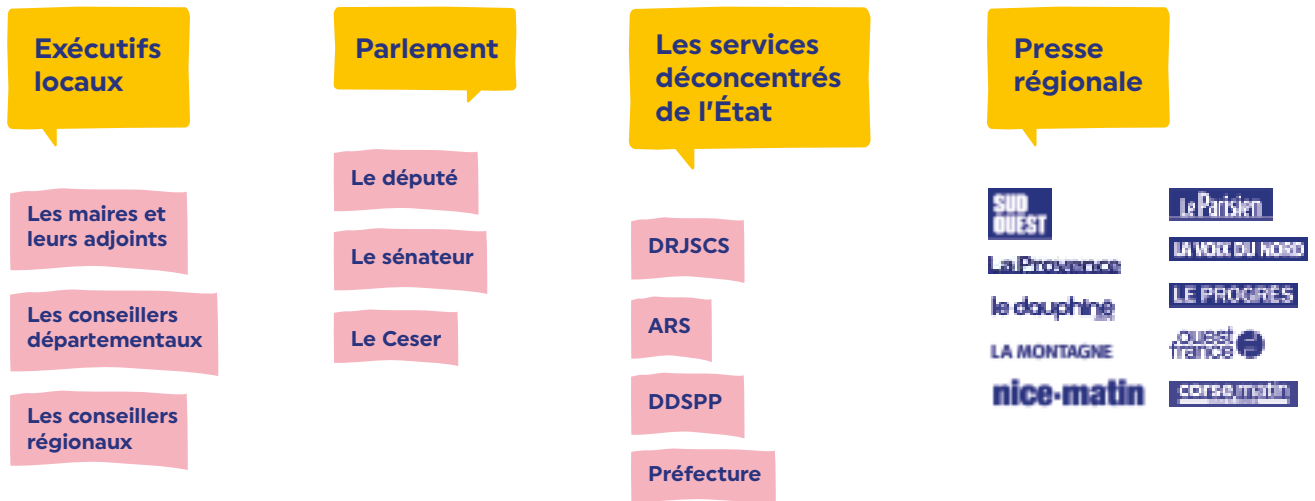 Exécutifs
locaux
Les maires et
leurs adjoints
Les conseillers
départementaux
Les conseillers
régionaux
Parlement
Le député
Le sénateur
Le Ceser
Les services
déconcentrés
de l'État
DRJSCS
ARS
DDSPP
Préfecture
Presse
régionale
SUD
OUEST
La Provence
le dauphiné
LA MONTAGNE
nice-matin
Le Parisien
LA VOIX DU NORD
LE PROGRÈS
ouest
france
corse matin